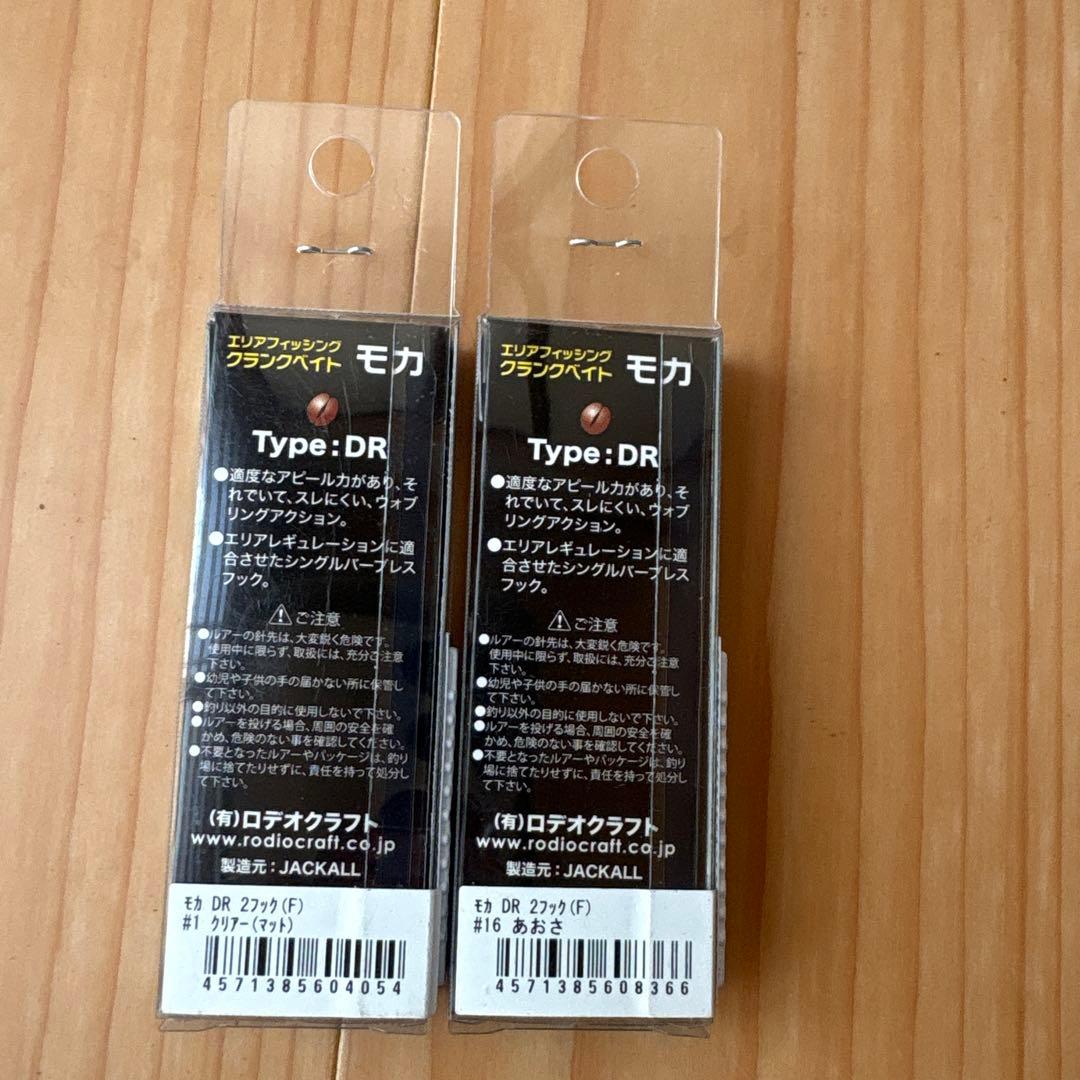 エリアフィッシング
クランクベイト モカ
Type:DR
●適度なアピール力があり、そ
れでいて、スレにくい、ウォブ
リングアクション。
●エリアレギュレーションに適
合させたシングルバーブレス
フック。
⚠ご注意
●ルアーの針先は、大変鋭く危険です。
使用中に限らず、取扱には、充分ご注意
下さい。
●幼児や子供の手の届かない所に保管し
て下さい。
●釣り以外の目的に使用しないで下さい。
●ルアーを投げる場合、周囲の安全を確
かめ、危険のない事を確認してください。
●不要となったルアーやパッケージは、釣り
場に捨てたりせずに、責任を持って処分し
て下さい。
(有)ロデオクラフト
www.rodiocraft.co.jp
製造元:JACKALL
モカ DR 2フック(F)
#1 クリアー(マット)
4571385604054
エリアフィッシング
クランクベイト モカ
Type:DR
●適度なアピール力があり、そ
れでいて、スレにくい、ウォブ
リングアクション。
●エリアレギュレーションに適
合させたシングルバーブレス
フック。
⚠ご注意
●ルアーの針先は、大変鋭く危険です。
使用中に限らず、取扱には、充分ご注意
下さい。
●幼児や子供の手の届かない所に保管し
て下さい。
●釣り以外の目的に使用しないで下さい。
●ルアーを投げる場合、周囲の安全を確
かめ、危険のない事を確認してください。
●不要となったルアーやパッケージは、釣り
場に捨てたりせずに、責任を持って処分し
て下さい。
(有)ロデオクラフト
www.rodiocraft.co.jp
製造元:JACKALL
モカ DR 2フック(F)
#16 あおさ
4571385608366